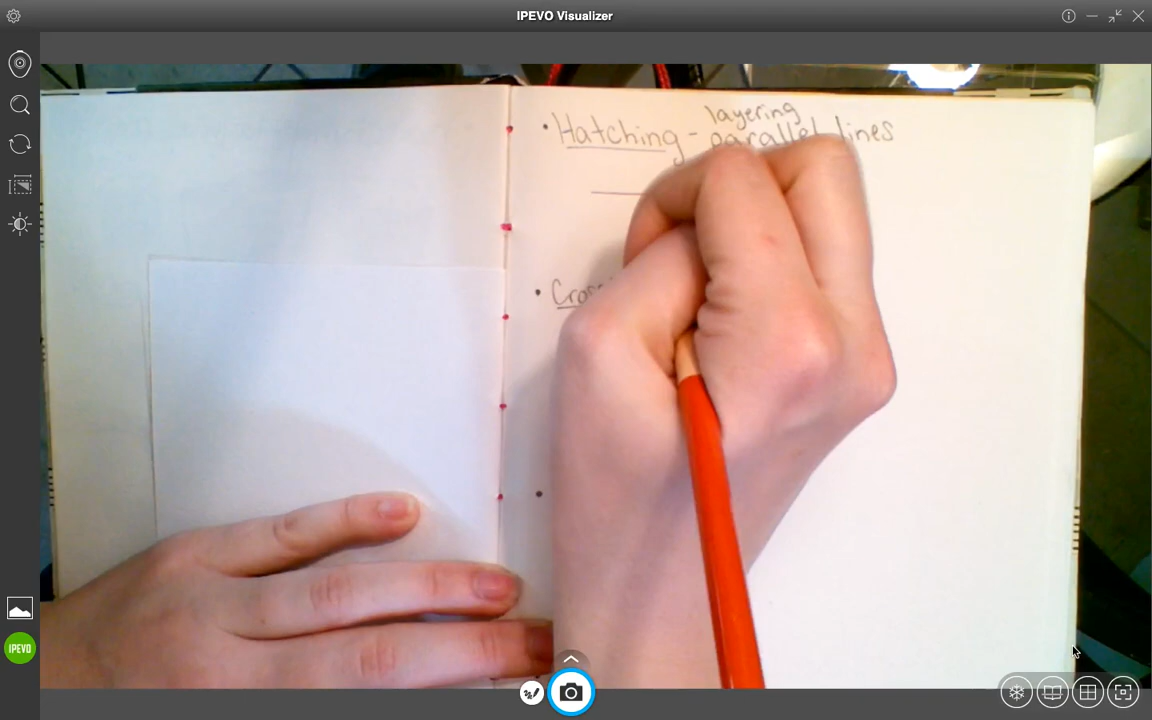 IPEVO Visualizer
layering
• Hatching - parallel lines
•
IPEVO